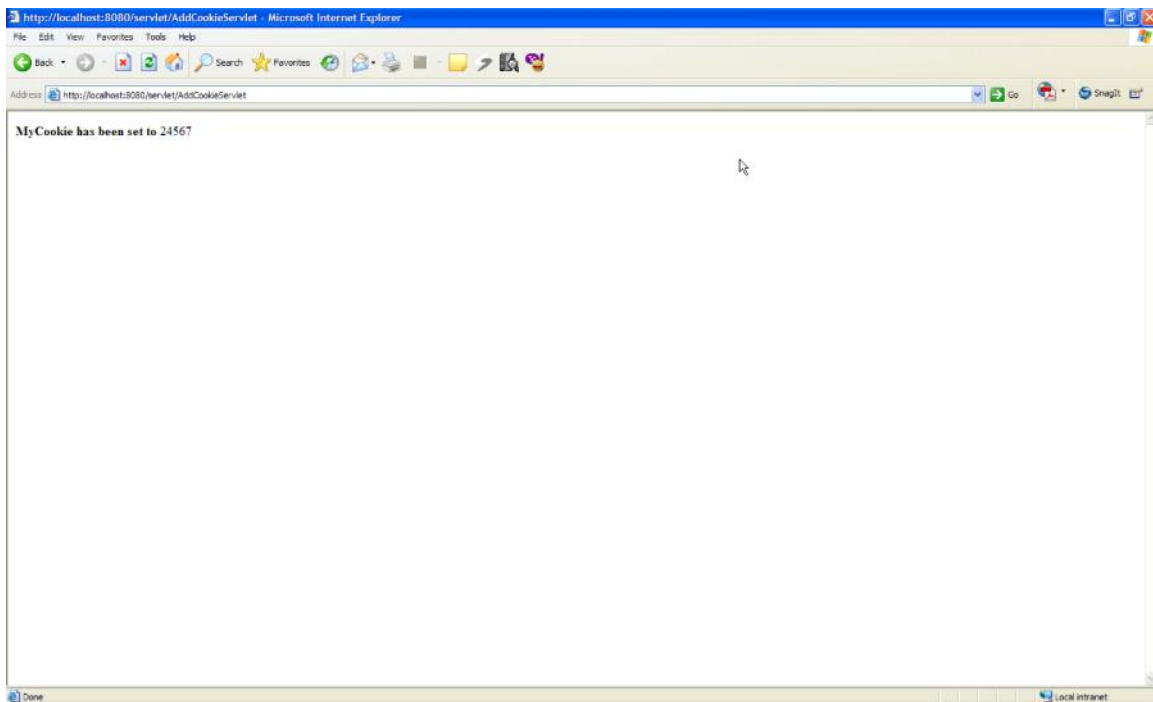 http://localhost:8080/servlet/AddCookieServlet - Microsoft Internet Explorer
File Edit View Favorites Tools Help
Back Search Favorites
Address http://localhost:8080/servlet/AddCookieServlet Go SnagIt
MyCookie has been set to 24567
Done Local intranet